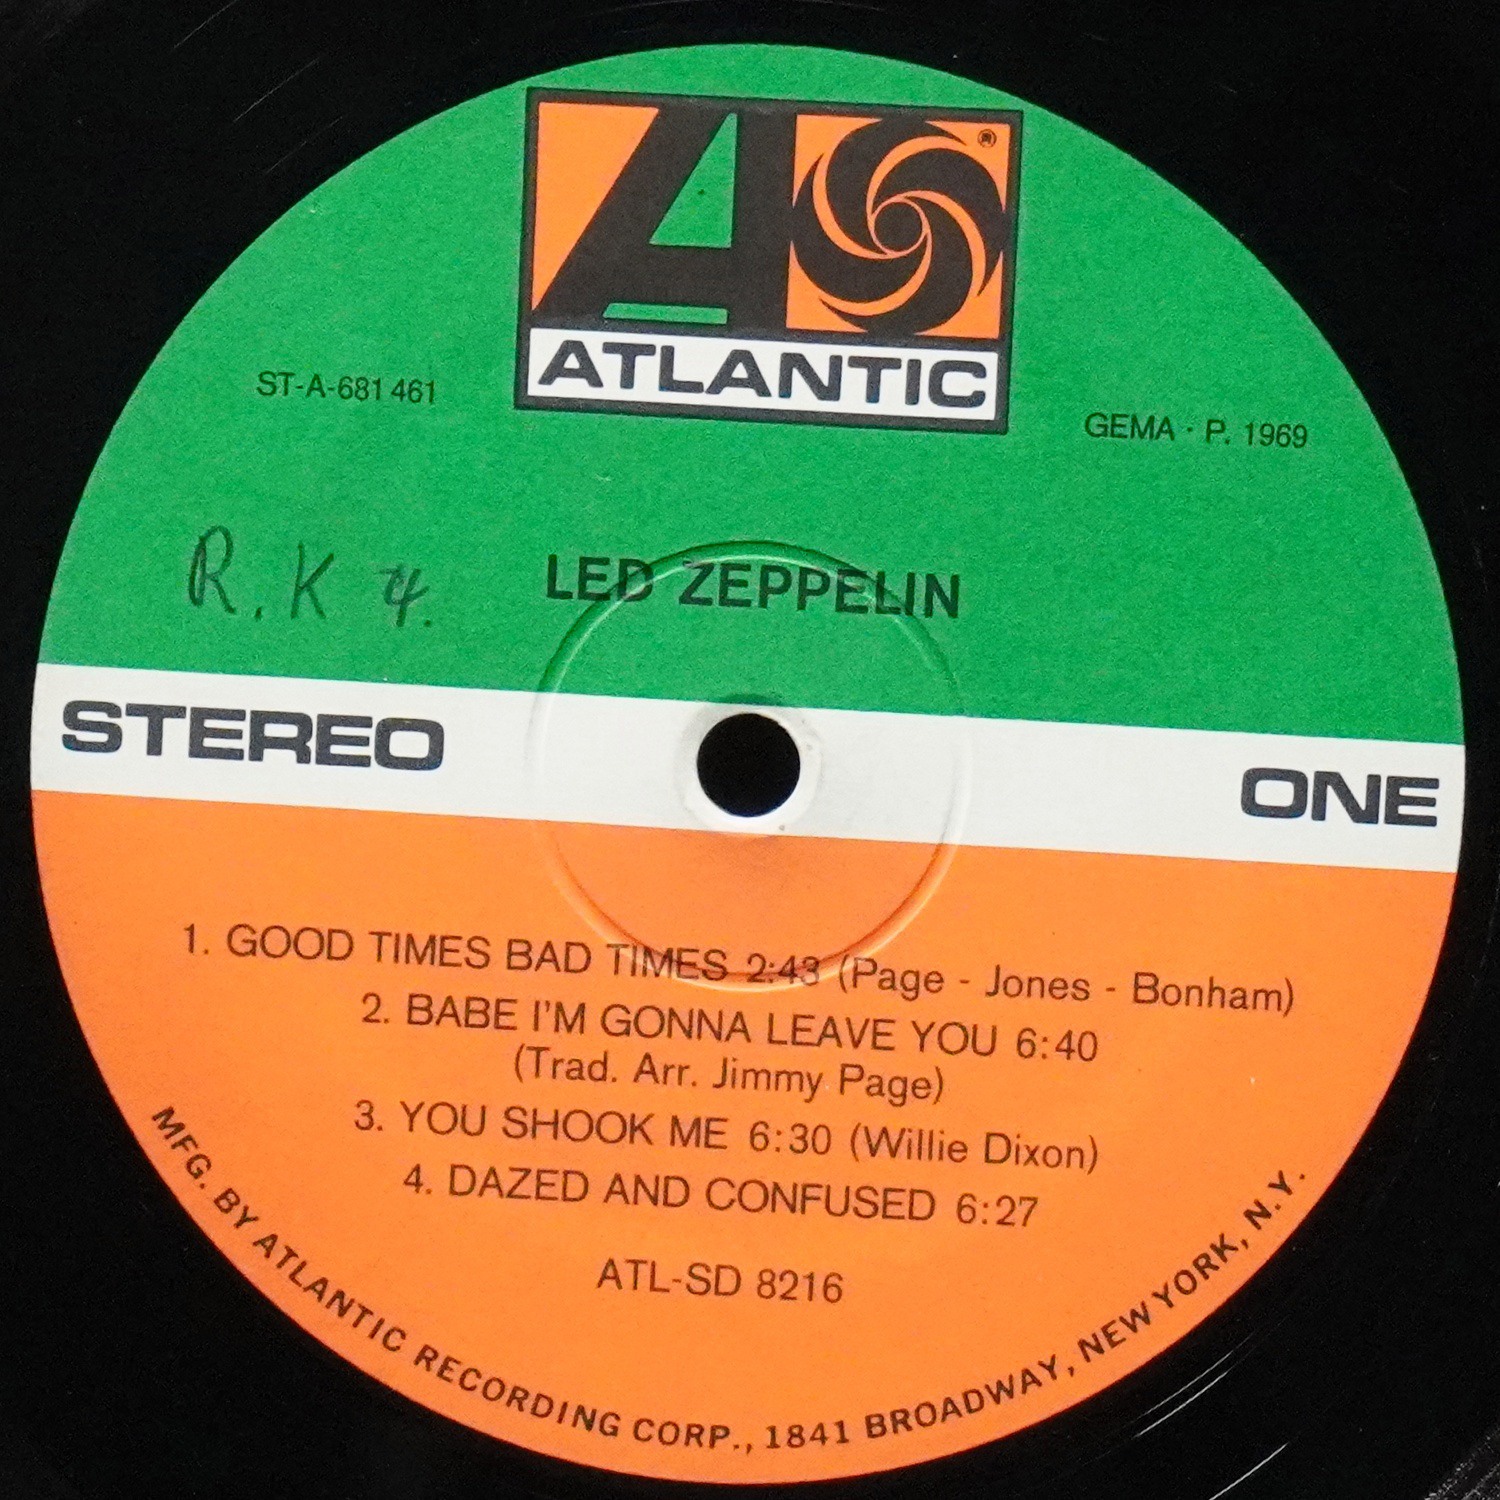 ®
ATLANTIC
ST-A-681 461
GEMA · P. 1969
R. K 4.
LED ZEPPELIN
STEREO
ONE
1. GOOD TIMES BAD TIMES 2:43 (Page - Jones - Bonham)
2. BABE I'M GONNA LEAVE YOU 6:40
(Trad. Arr. Jimmy Page)
3. YOU SHOOK ME 6:30 (Willie Dixon)
4. DAZED AND CONFUSED 6:27
ATL-SD 8216
MFG. BY ATLANTIC RECORDING CORP., 1841 BROADWAY, NEW YORK, N.Y.